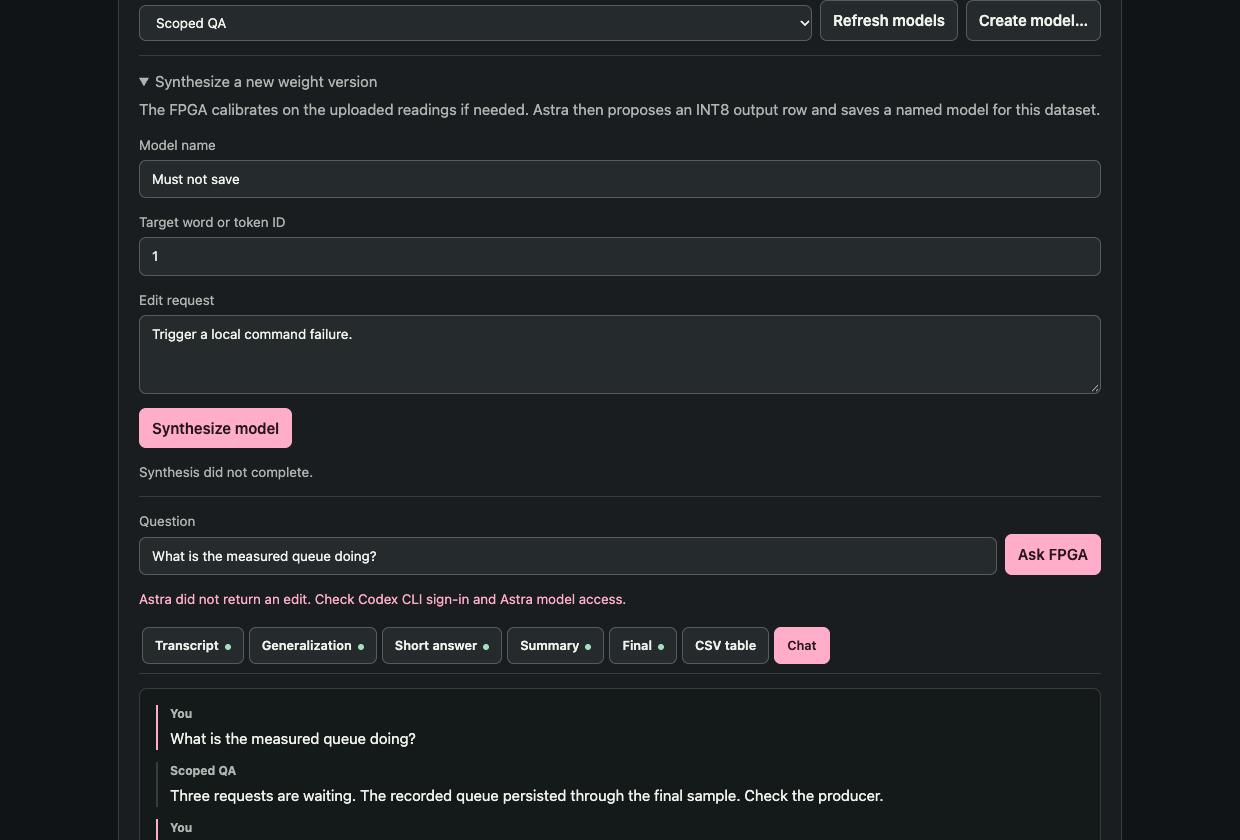 Scoped QA
Refresh models
Create model...
▼ Synthesize a new weight version
The FPGA calibrates on the uploaded readings if needed. Astra then proposes an INT8 output row and saves a named model for this dataset.
Model name
Must not save
Target word or token ID
1
Edit request
Trigger a local command failure.
Synthesize model
Synthesis did not complete.
Question
What is the measured queue doing?
Ask FPGA
Astra did not return an edit. Check Codex CLI sign-in and Astra model access.
Transcript
Generalization
Short answer
Summary
Final
CSV table
Chat
You
What is the measured queue doing?
Scoped QA
Three requests are waiting. The recorded queue persisted through the final sample. Check the producer.
You